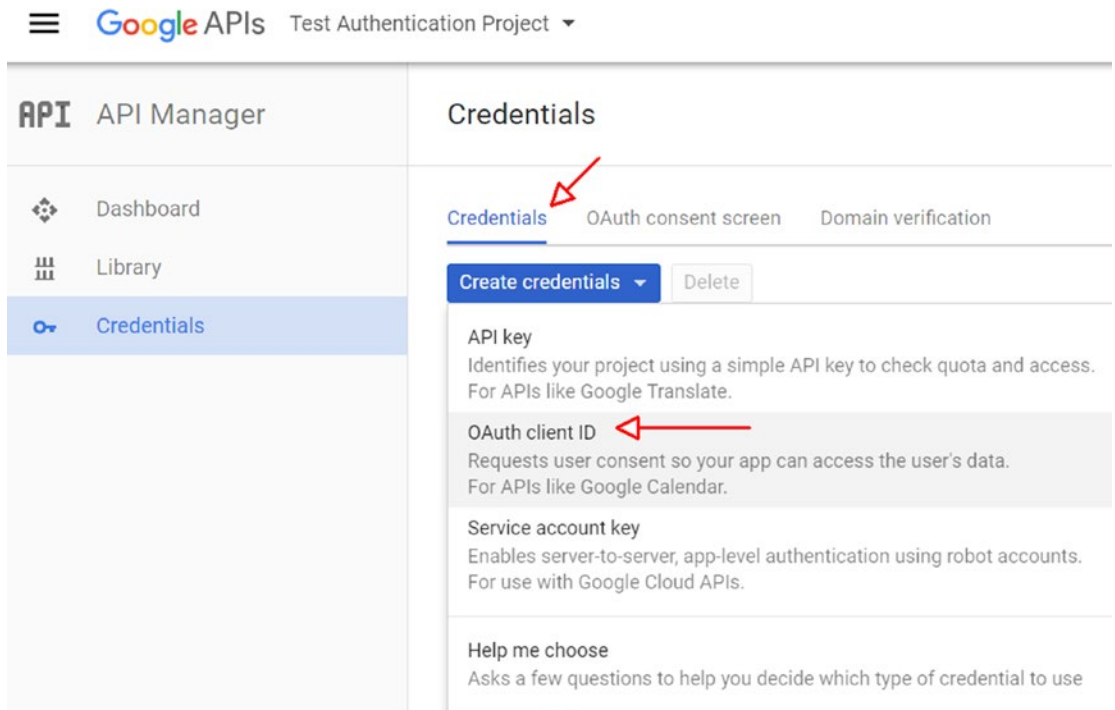 Google APIs Test Authentication Project
API API Manager
Credentials
Dashboard
Library
Credentials
Credentials OAuth consent screen Domain verification
Create credentials Delete
API key
Identifies your project using a simple API key to check quota and access.
For APIs like Google Translate.
OAuth client ID
Requests user consent so your app can access the user's data.
For APIs like Google Calendar.
Service account key
Enables server-to-server, app-level authentication using robot accounts.
For use with Google Cloud APIs.
Help me choose
Asks a few questions to help you decide which type of credential to use